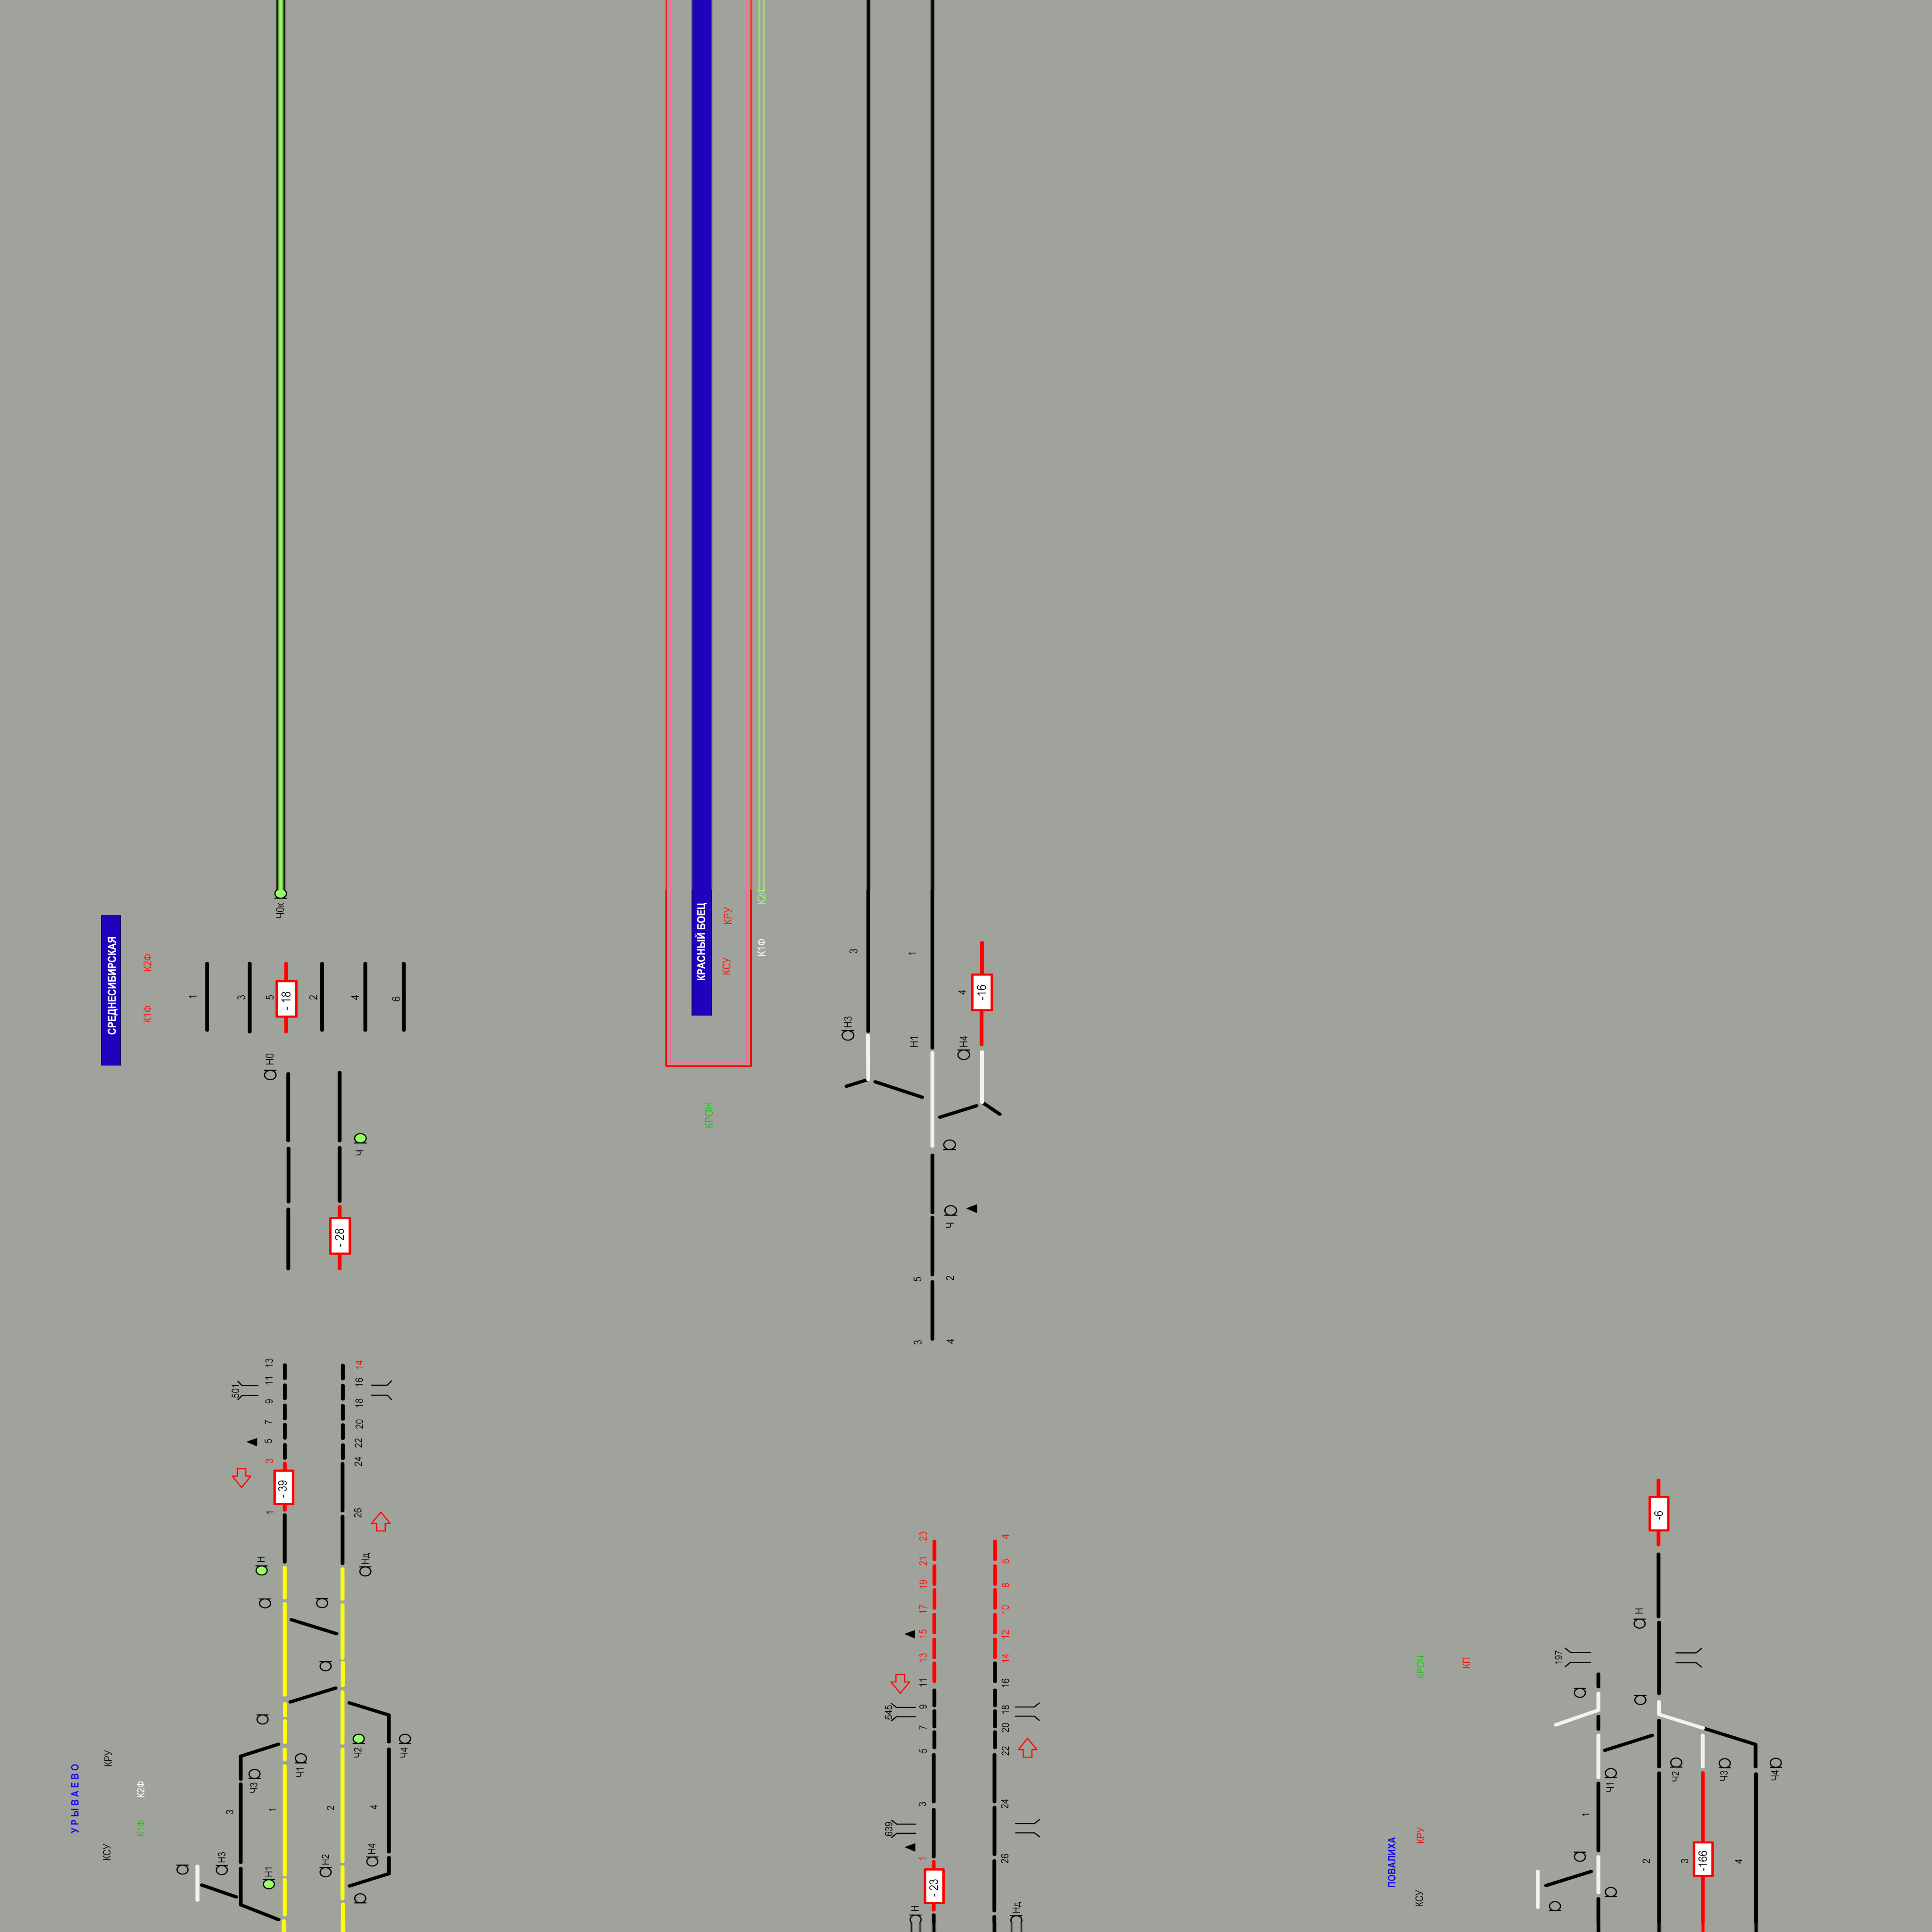 СРЕДНЕСИБИРСКАЯ
К1Ф К2Ф
Ч0к
1
3
5
- 18
2
4
6
Н0
Ч
- 28
501
13
11
9
7
5
3
1
- 39
14
16
18
20
22
24
26
Н
Нд
УРЫВАЕВО
КСУ КРУ
К1Ф К2Ф
Ч3
Ч1
Ч2
Ч4
3
1
2
4
Н3
Н1
Н2
Н4
КРАСНЫЙ БОЕЦ
КСУ КРУ
К1Ф К2Ф
КРОН
3
1
4
-16
Н3
Н1
Н4
Ч
5
2
3
4
23
21
19
17
15
13
11
9
7
5
3
1
645
639
- 23
4
6
8
10
12
14
16
18
20
22
24
26
Н
Нд
-6
Н
197
КРОЧ
КП
ПОВАЛИХА
КСУ КРУ
Ч1
Ч2
Ч3
Ч4
1
2
3
-166
4